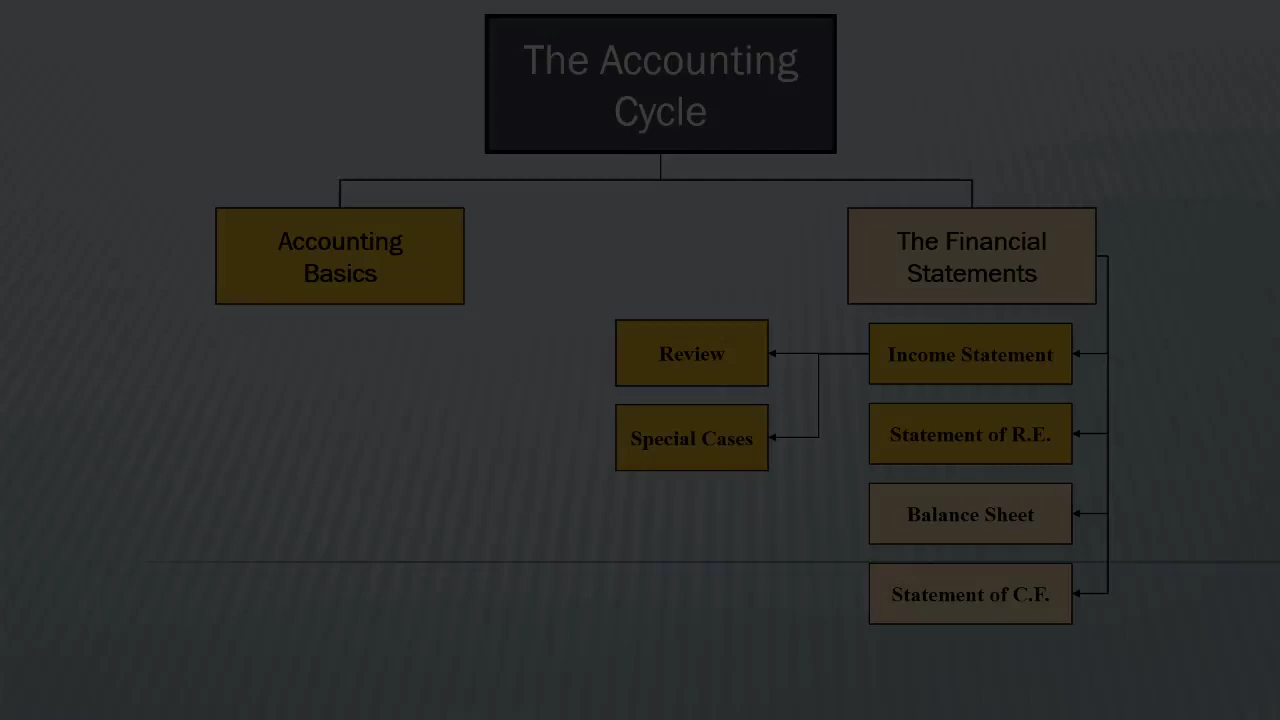 The Accounting
Cycle
Accounting
Basics
The Financial
Statements
Review
Income Statement
Special Cases
Statement of R.E.
Balance Sheet
Statement of C.F.